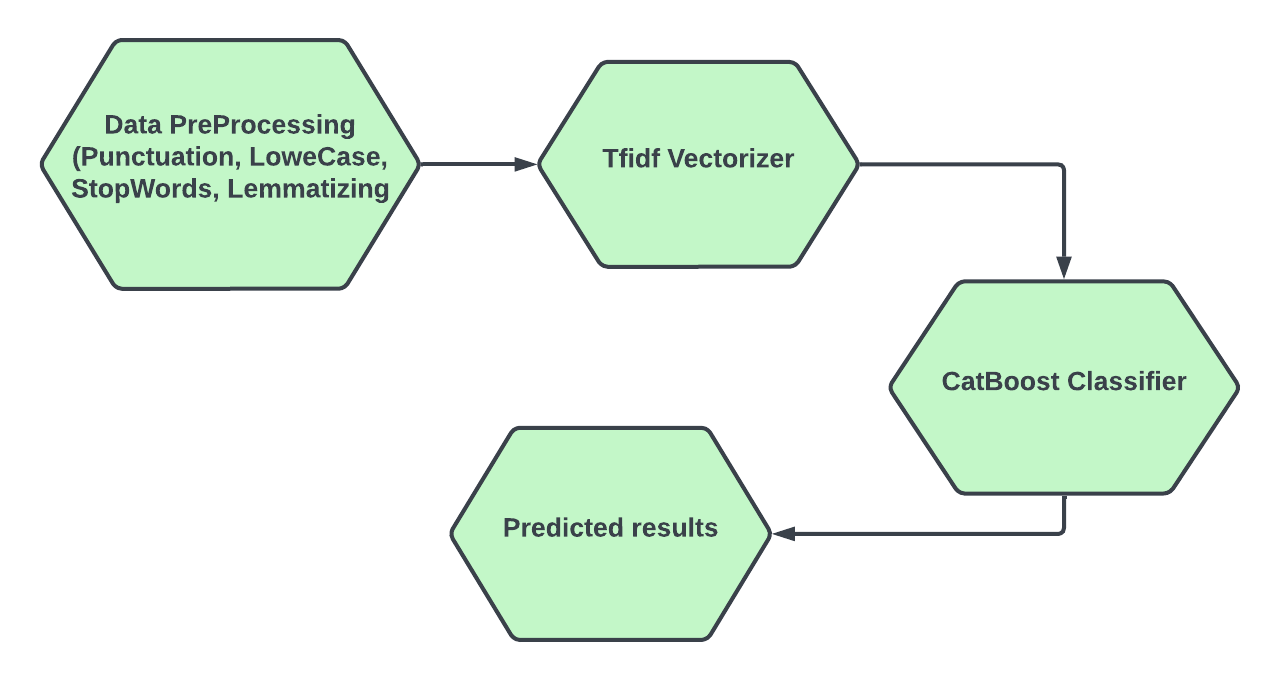 Data PreProcessing
(Punctuation, LoweCase,
StopWords, Lemmatizing
Tfidf Vectorizer
CatBoost Classifier
Predicted results